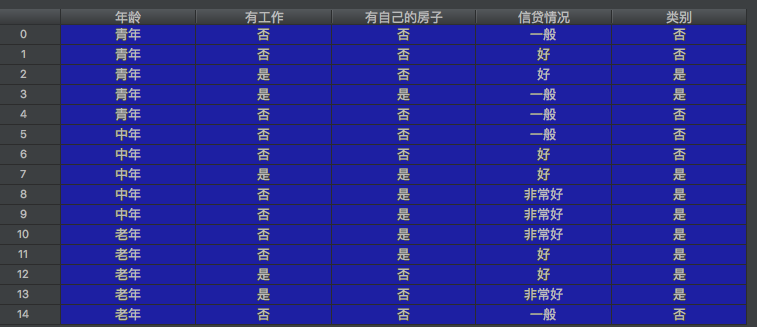 年龄 有工作 有自己的房子 信贷情况 类别
0 青年 否 否 一般 否
1 青年 否 否 好 否
2 青年 是 否 好 是
3 青年 是 是 一般 是
4 青年 否 否 一般 否
5 中年 否 否 一般 否
6 中年 否 否 好 否
7 中年 是 是 好 是
8 中年 否 是 非常好 是
9 中年 否 是 非常好 是
10 老年 否 是 非常好 是
11 老年 否 是 好 是
12 老年 是 否 好 是
13 老年 是 否 非常好 是
14 老年 否 否 一般 否